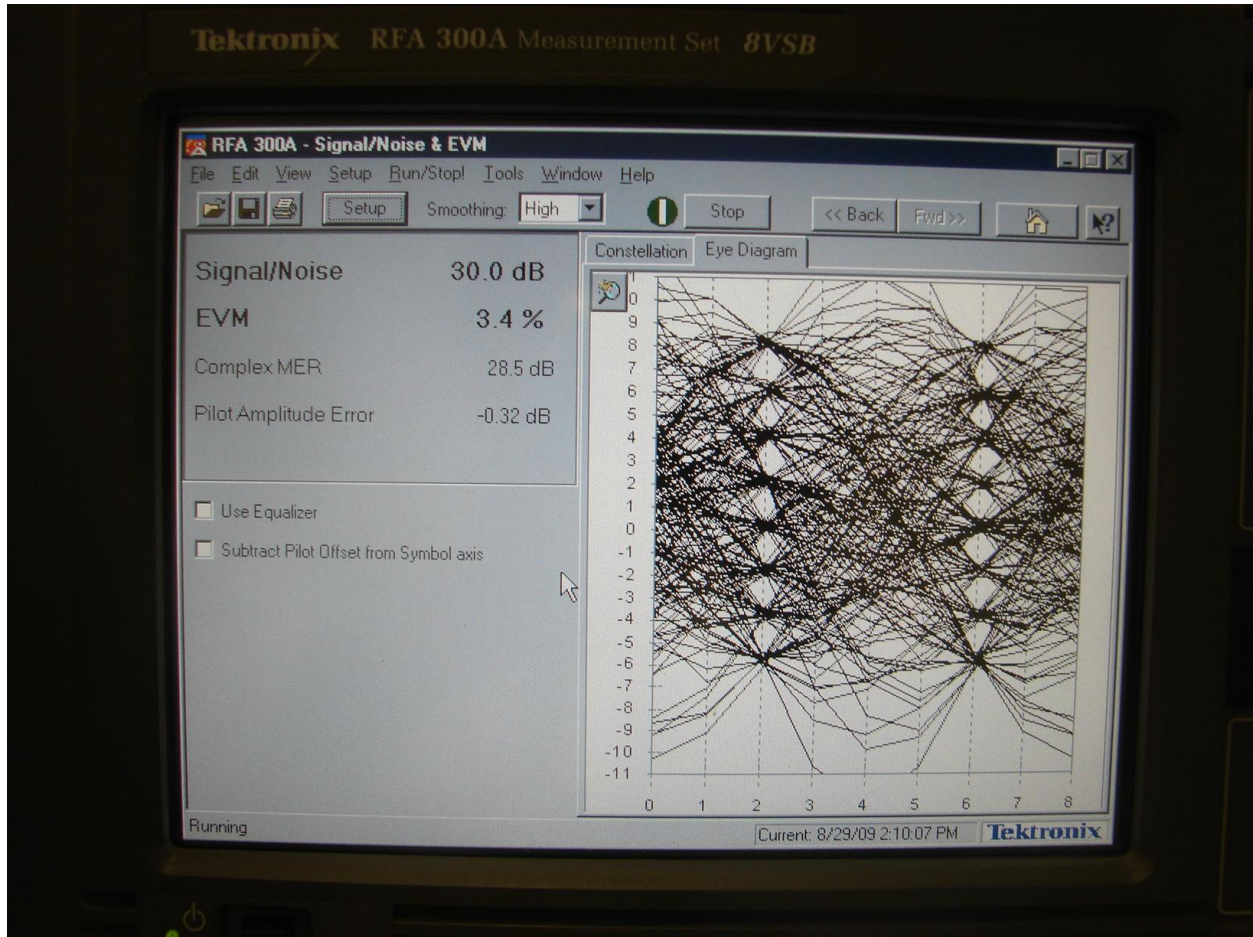 Tektronix RFA 300A Measurement Set 8VSB
RFA 300A - Signal/Noise & EVM
File Edit View Setup Run/Stop! Tools Window Help
Setup Smoothing: High Stop << Back Fwd >>
Constellation Eye Diagram
Signal/Noise 30.0 dB
EVM 3.4 %
Complex MER 28.5 dB
Pilot Amplitude Error -0.32 dB
Use Equalizer
Subtract Pilot Offset from Symbol axis
0
9
8
7
6
5
4
3
2
1
0
-1
-2
-3
-4
-5
-6
-7
-8
-9
-10
-11
0 1 2 3 4 5 6 7 8
Running
Current: 8/29/09 2:10:07 PM Tektronix